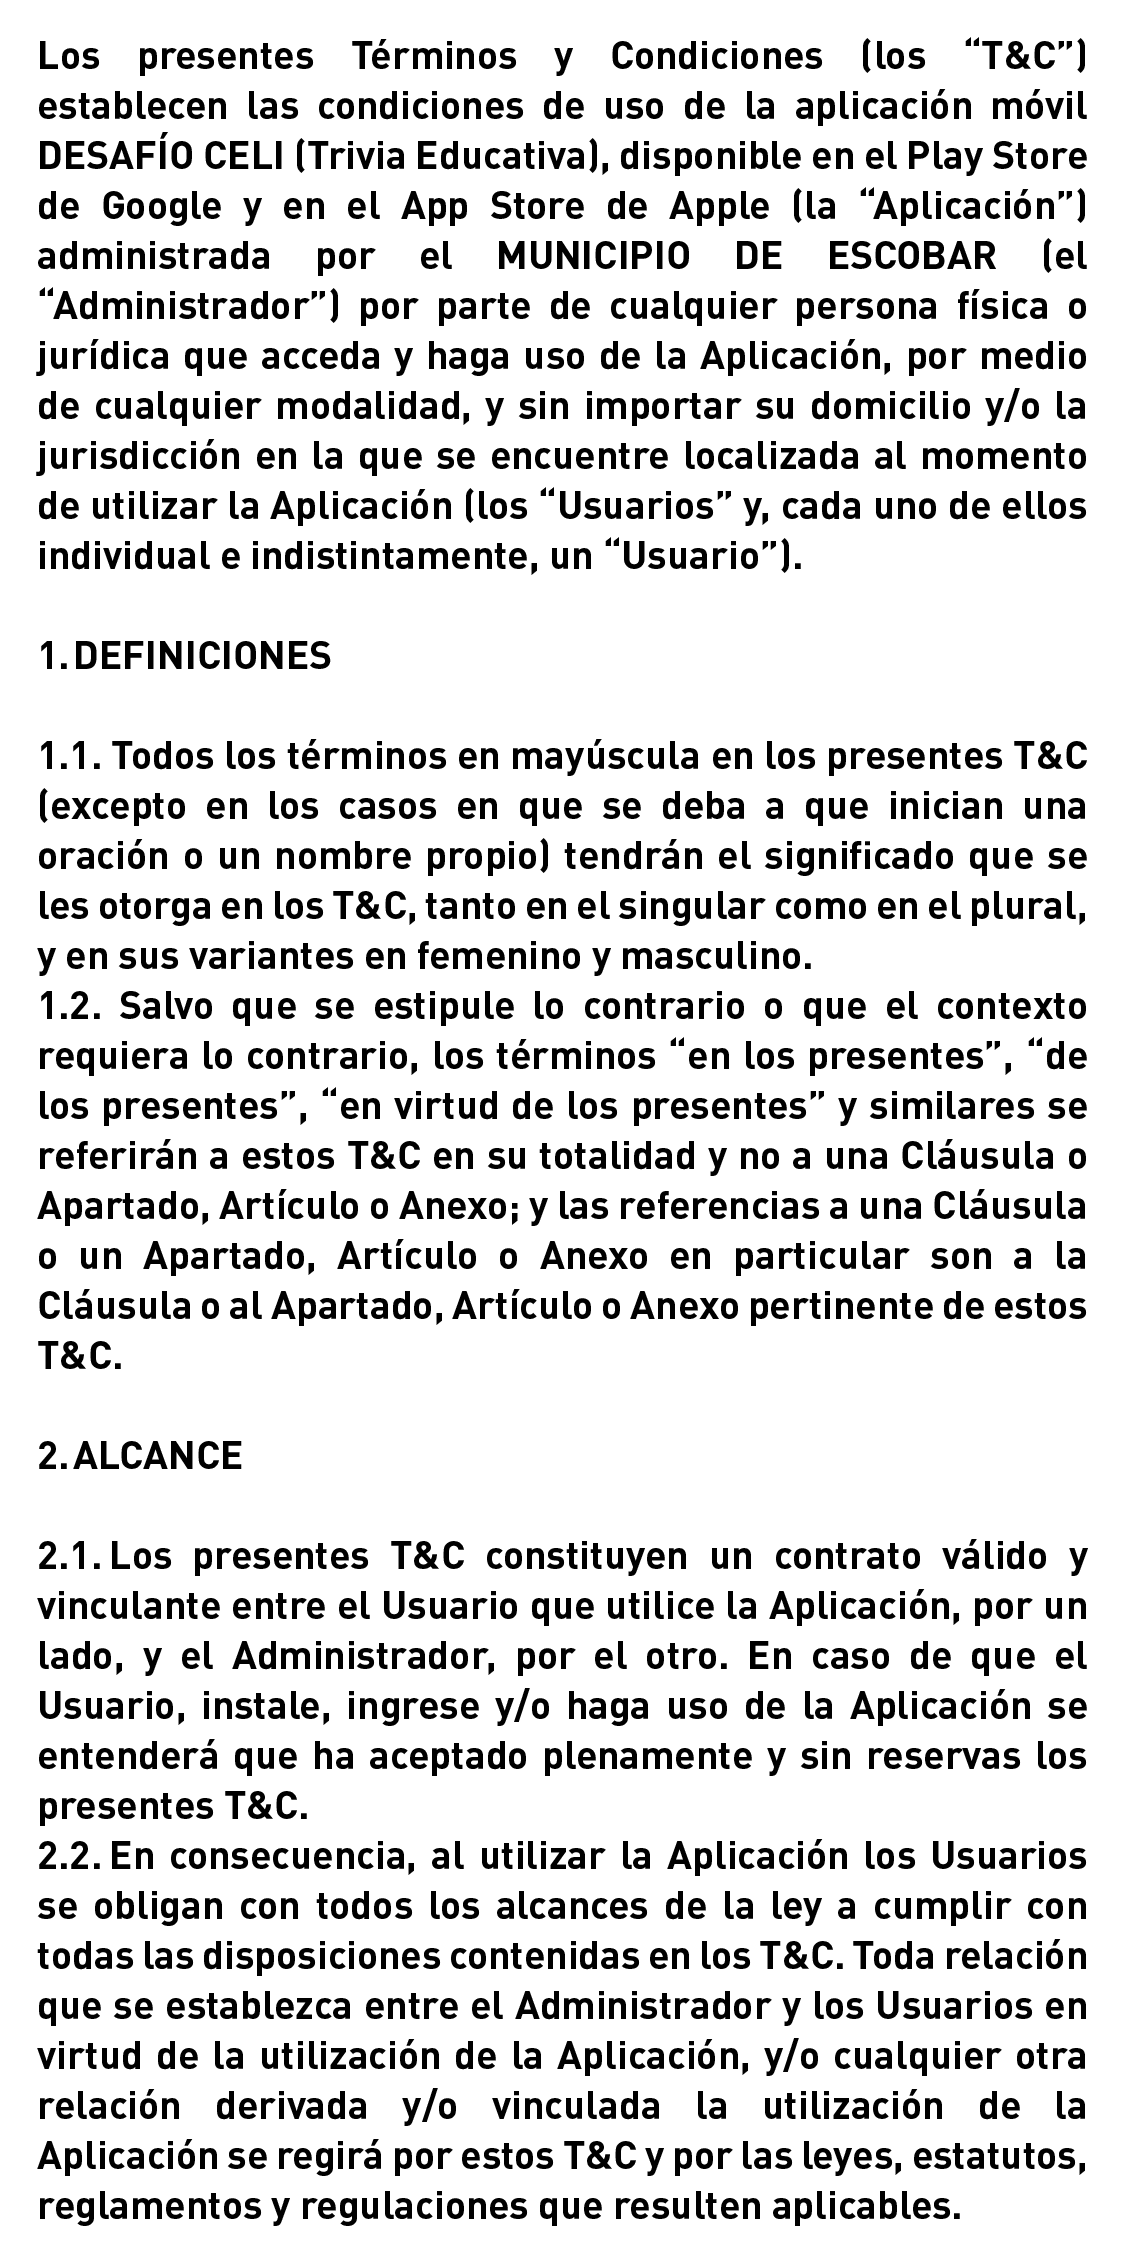 Los presentes Términos y Condiciones (los “T&C”)
establecen las condiciones de uso de la aplicación móvil
DESAFÍO CELI (Trivia Educativa), disponible en el Play Store
de Google y en el App Store de Apple (la “Aplicación”)
administrada por el MUNICIPIO DE ESCOBAR (el
“Administrador”) por parte de cualquier persona física o
jurídica que acceda y haga uso de la Aplicación, por medio
de cualquier modalidad, y sin importar su domicilio y/o la
jurisdicción en la que se encuentre localizada al momento
de utilizar la Aplicación (los “Usuarios” y, cada uno de ellos
individual e indistintamente, un “Usuario”).
1. DEFINICIONES
1.1. Todos los términos en mayúscula en los presentes T&C
(excepto en los casos en que se deba a que inician una
oración o un nombre propio) tendrán el significado que se
les otorga en los T&C, tanto en el singular como en el plural,
y en sus variantes en femenino y masculino.
1.2. Salvo que se estipule lo contrario o que el contexto
requiera lo contrario, los términos “en los presentes”, “de
los presentes”, “en virtud de los presentes” y similares se
referirán a estos T&C en su totalidad y no a una Cláusula o
Apartado, Artículo o Anexo; y las referencias a una Cláusula
o un Apartado, Artículo o Anexo en particular son a la
Cláusula o al Apartado, Artículo o Anexo pertinente de estos
T&C.
2. ALCANCE
2.1. Los presentes T&C constituyen un contrato válido y
vinculante entre el Usuario que utilice la Aplicación, por un
lado, y el Administrador, por el otro. En caso de que el
Usuario, instale, ingrese y/o haga uso de la Aplicación se
entenderá que ha aceptado plenamente y sin reservas los
presentes T&C.
2.2. En consecuencia, al utilizar la Aplicación los Usuarios
se obligan con todos los alcances de la ley a cumplir con
todas las disposiciones contenidas en los T&C. Toda relación
que se establezca entre el Administrador y los Usuarios en
virtud de la utilización de la Aplicación, y/o cualquier otra
relación derivada y/o vinculada la utilización de la
Aplicación se regirá por estos T&C y por las leyes, estatutos,
reglamentos y regulaciones que resulten aplicables.